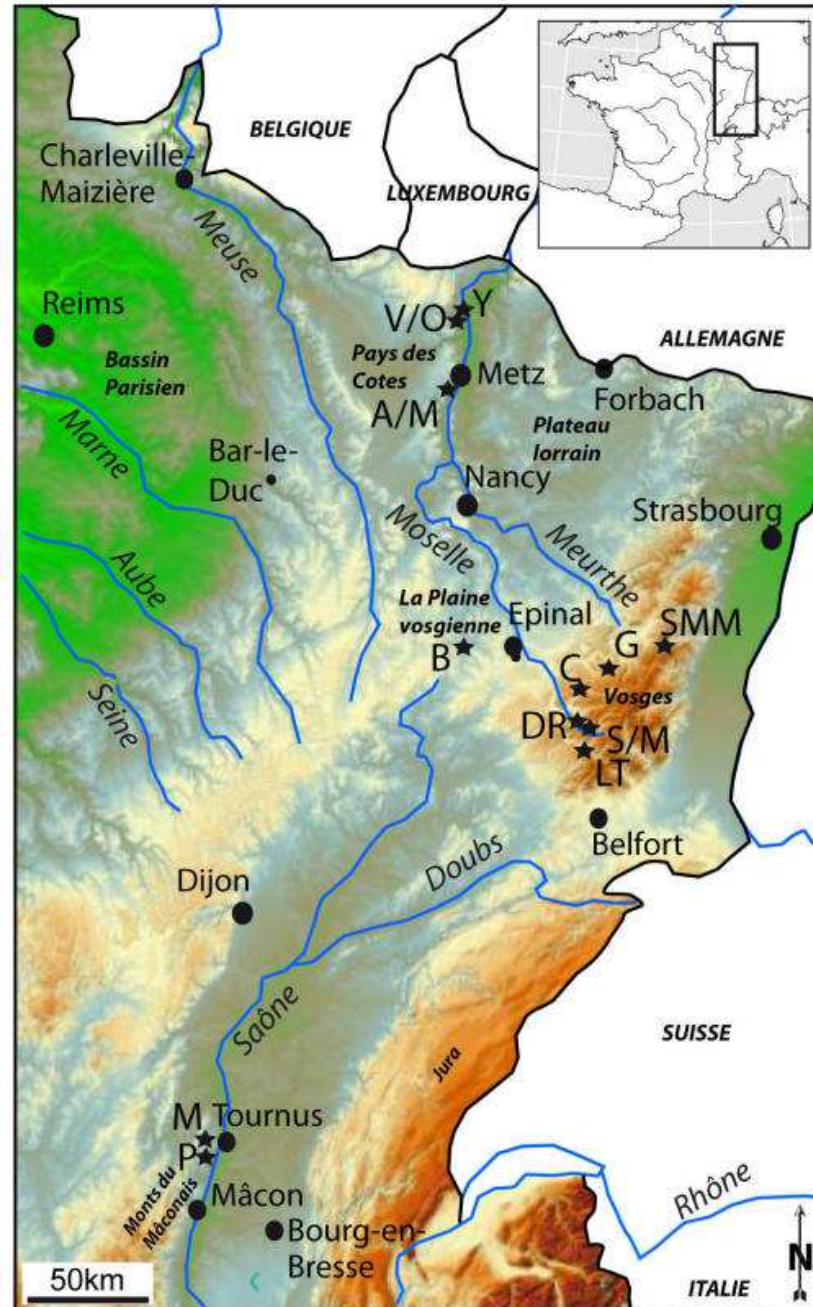 BELGIQUE
Charleville-
Maizière
LUXEMBOURG
Meuse
Reims
V/O
Y
ALLEMAGNE
Bassin
Parisien
Pays des
Cotes
Metz
Forbach
A/M
Plateau
lorrain
Marne
Bar-le-
Duc
Nancy
Strasbourg
Moselle
Meurthe
Aube
La Plaine
vosgienne
Epinal
SMM
B
G
C
Vosges
Seine
DR
S/M
LT
Belfort
Doubs
Dijon
Saône
SUISSE
Jura
M
Tournus
P
Monts du
Mâconais
Mâcon
Rhône
Bourg-en-
Bresse
50km
N
ITALIE